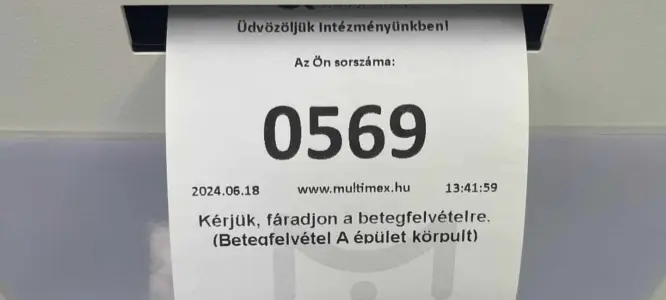 Üdvözöljük Intézményünkben!
Az Ön sorszáma:
0569
2024.06.18 www.multimex.hu 13:41:59
Kérjük, fáradjon a betegfelvételre.
(Betegfelvétel A épület körpult)